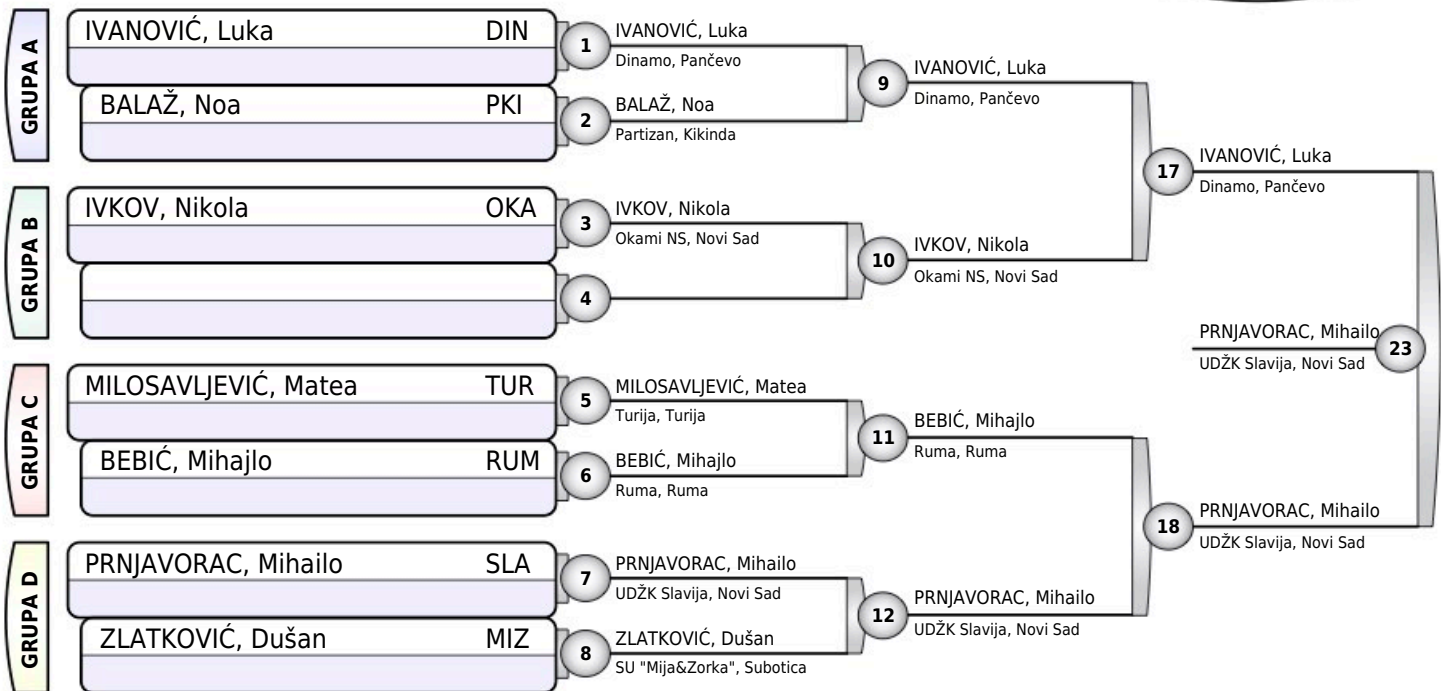 GRUPA A
IVANOVIĆ, Luka DIN
BALAŽ, Noa PKI
GRUPA B
IVKOV, Nikola OKA
GRUPA C
MILOSAVLJEVIĆ, Matea TUR
BEBIĆ, Mihajlo RUM
GRUPA D
PRNJAVORAC, Mihailo SLA
ZLATKOVIĆ, Dušan MIZ
1
IVANOVIĆ, Luka
Dinamo, Pančevo
2
BALAŽ, Noa
Partizan, Kikinda
3
IVKOV, Nikola
Okami NS, Novi Sad
4
5
MILOSAVLJEVIĆ, Matea
Turija, Turija
6
BEBIĆ, Mihajlo
Ruma, Ruma
7
PRNJAVORAC, Mihailo
UDŽK Slavija, Novi Sad
8
ZLATKOVIĆ, Dušan
SU "Mija&Zorka", Subotica
9
IVANOVIĆ, Luka
Dinamo, Pančevo
10
IVKOV, Nikola
Okami NS, Novi Sad
11
BEBIĆ, Mihajlo
Ruma, Ruma
12
PRNJAVORAC, Mihailo
UDŽK Slavija, Novi Sad
17
IVANOVIĆ, Luka
Dinamo, Pančevo
18
PRNJAVORAC, Mihailo
UDŽK Slavija, Novi Sad
PRNJAVORAC, Mihailo
UDŽK Slavija, Novi Sad
23